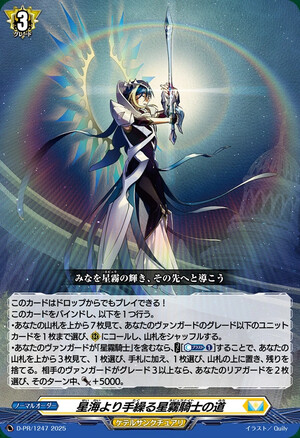 3
グレード
みなを星霧の輝き、その先へと導こう
このカードはドロップからでもプレイできる!
このカードをバインドし、以下を1つ行う。
・あなたの山札を上から7枚見て、あなたのヴァンガードのグレード以下のユニット
カードを1枚まで選び、Ⓡにコールし、山札をシャッフルする。
・あなたのヴァンガードが「星霧騎士」を含むなら、
することで、あなたの
山札を上から3枚見て、1枚選び、手札に加え、1枚選び、山札の上に置き、残りを
捨てる。相手のヴァンガードがグレード3以上なら、あなたのリアガードを2枚
選び、そのターン中、
+5000。
ノーマルオーダー
星海より手繰る星霧騎士の道
ケテルサンクチュアリ
D-PR/1247 2025
イラスト/ Quily